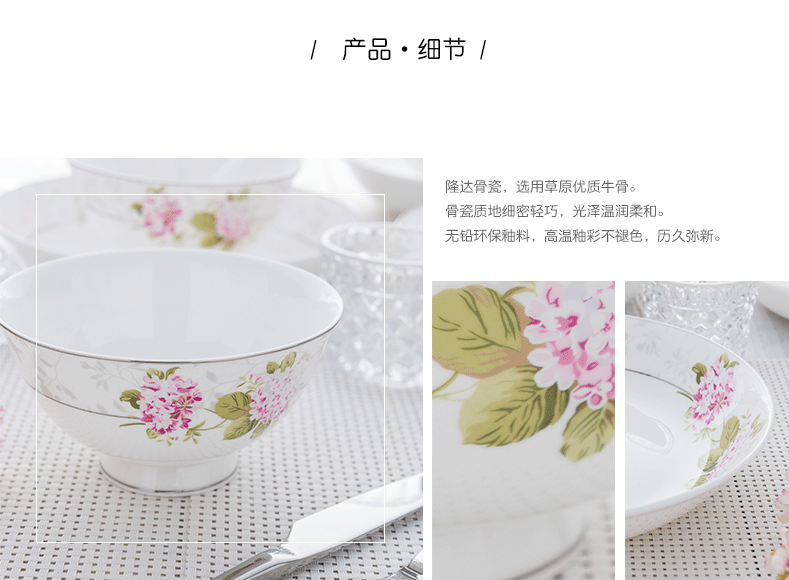 / 产品·细节 /
隆达骨瓷，选用草原优质牛骨。
骨瓷质地细密轻巧，光泽温润柔和。
无铅环保釉料，高温釉彩不褪色，历久弥新。